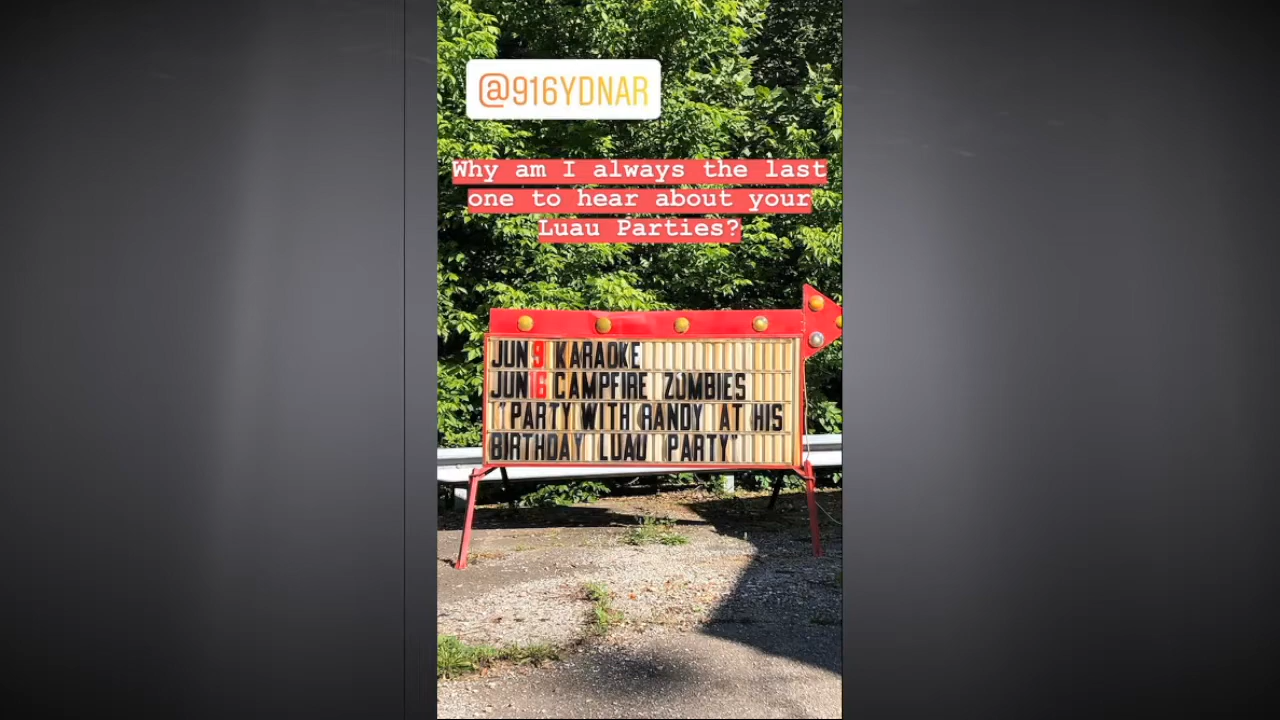 @916YDNAR
Why am I always the last
one to hear about your
Luau Parties?
JUN 9 KARAOKE
JUN 16 CAMPFIRE ZOMBIES
"PARTY WITH RANDY AT HIS
BIRTHDAY LUAU PARTY"